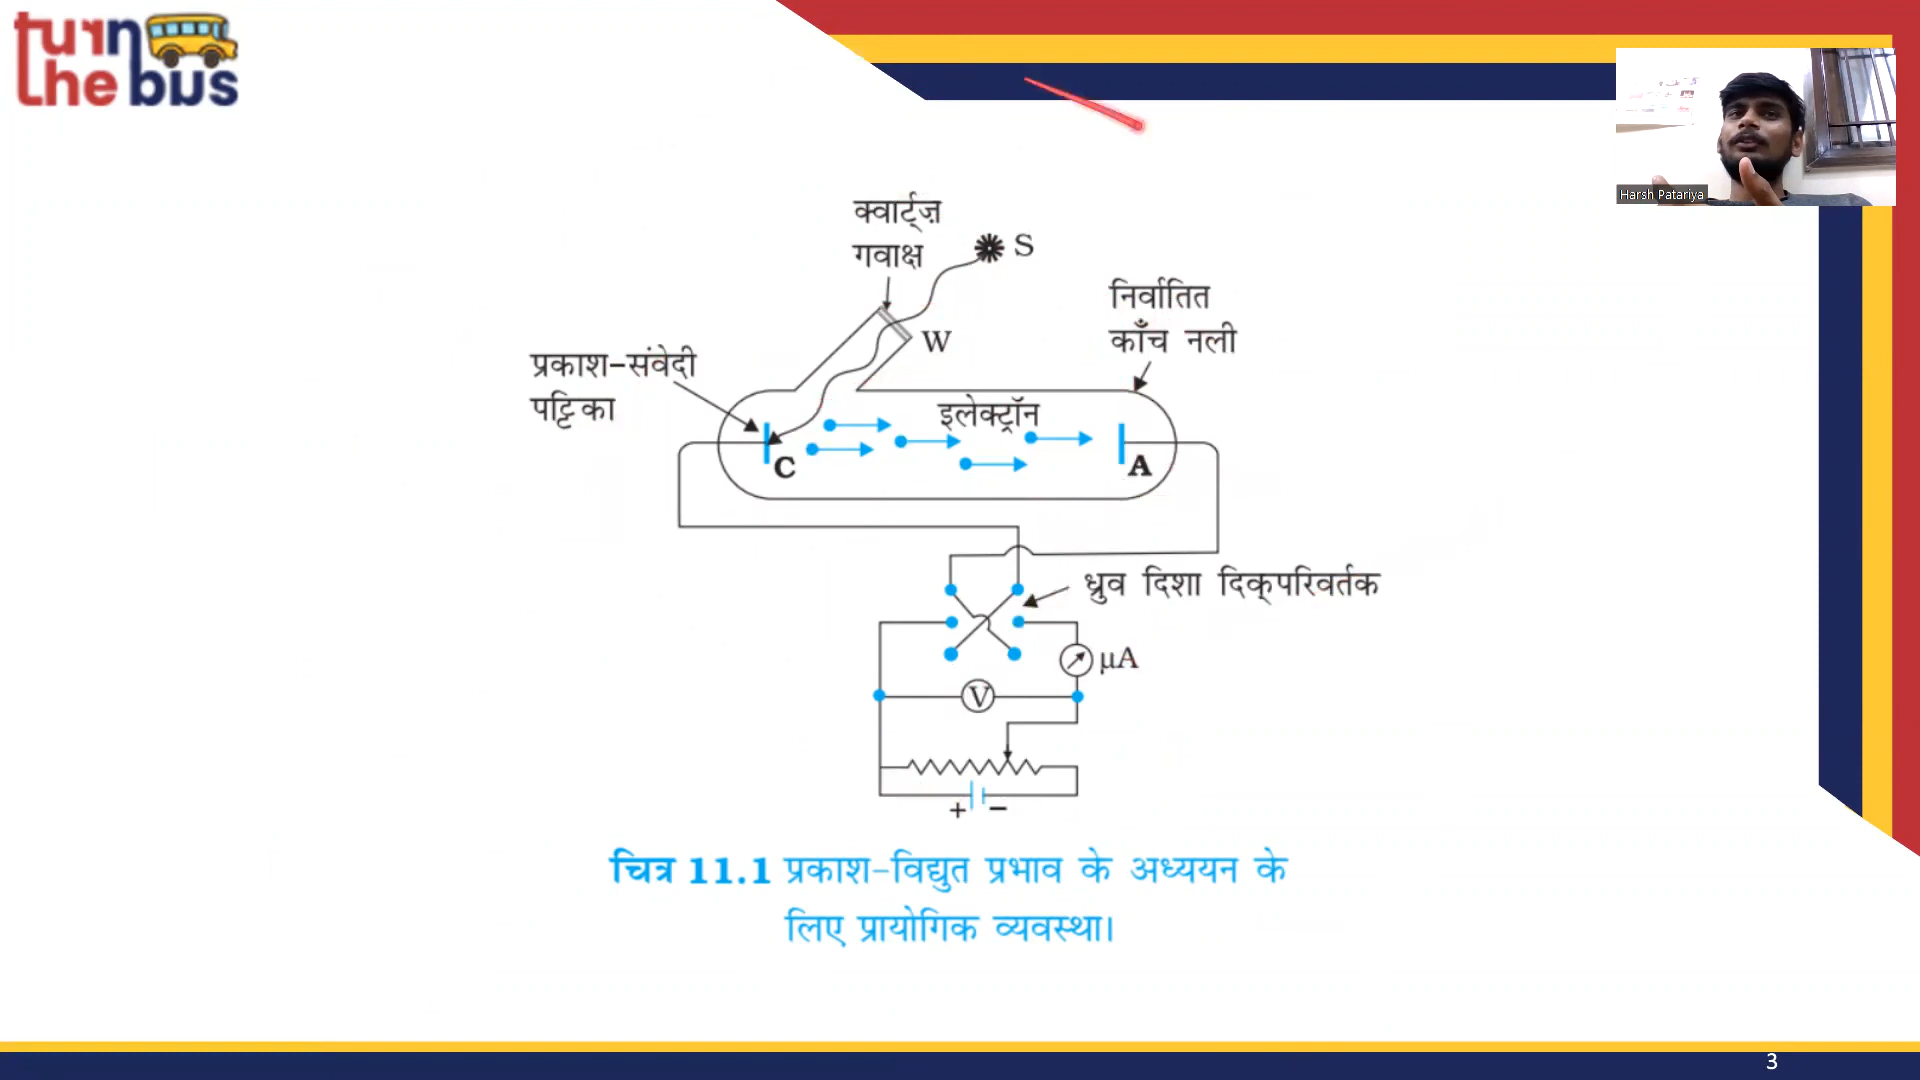 turn
the bus
Harsh Patariya
क्वार्ट्ज़
गवाक्ष
S
निर्वातित
काँच नली
W
प्रकाश-संवेदी
पट्टिका
इलेक्ट्रॉन
C
A
ध्रुव दिशा दिक्परिवर्तक
μA
V
+ −
चित्र 11.1 प्रकाश-विद्युत प्रभाव के अध्ययन के
लिए प्रायोगिक व्यवस्था।
3